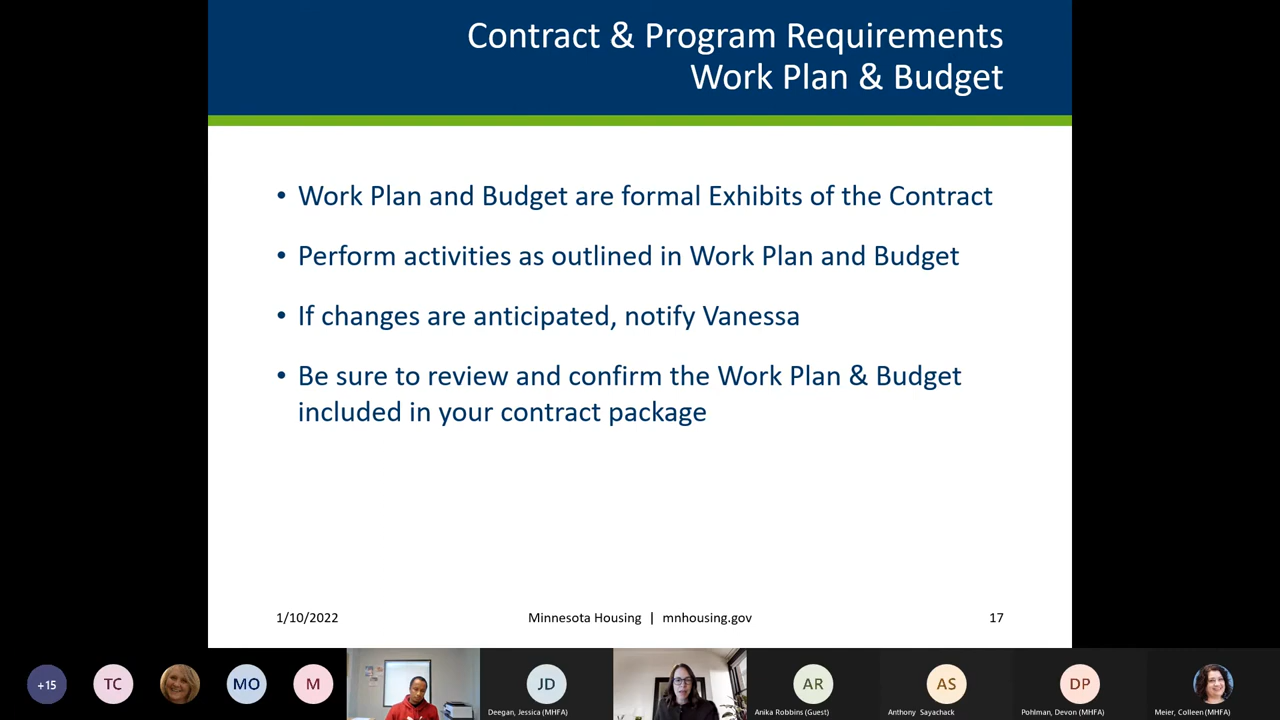 Contract & Program Requirements
Work Plan & Budget
• Work Plan and Budget are formal Exhibits of the Contract
• Perform activities as outlined in Work Plan and Budget
• If changes are anticipated, notify Vanessa
• Be sure to review and confirm the Work Plan & Budget
included in your contract package
1/10/2022
Minnesota Housing | mnhousing.gov
17
+15
TC
MO
M
JD
Deegan, Jessica (MHFA)
AR
Anika Robbins (Guest)
AS
Anthony Sayachack
DP
Pohlman, Devon (MHFA)
Meier, Colleen (MHFA)